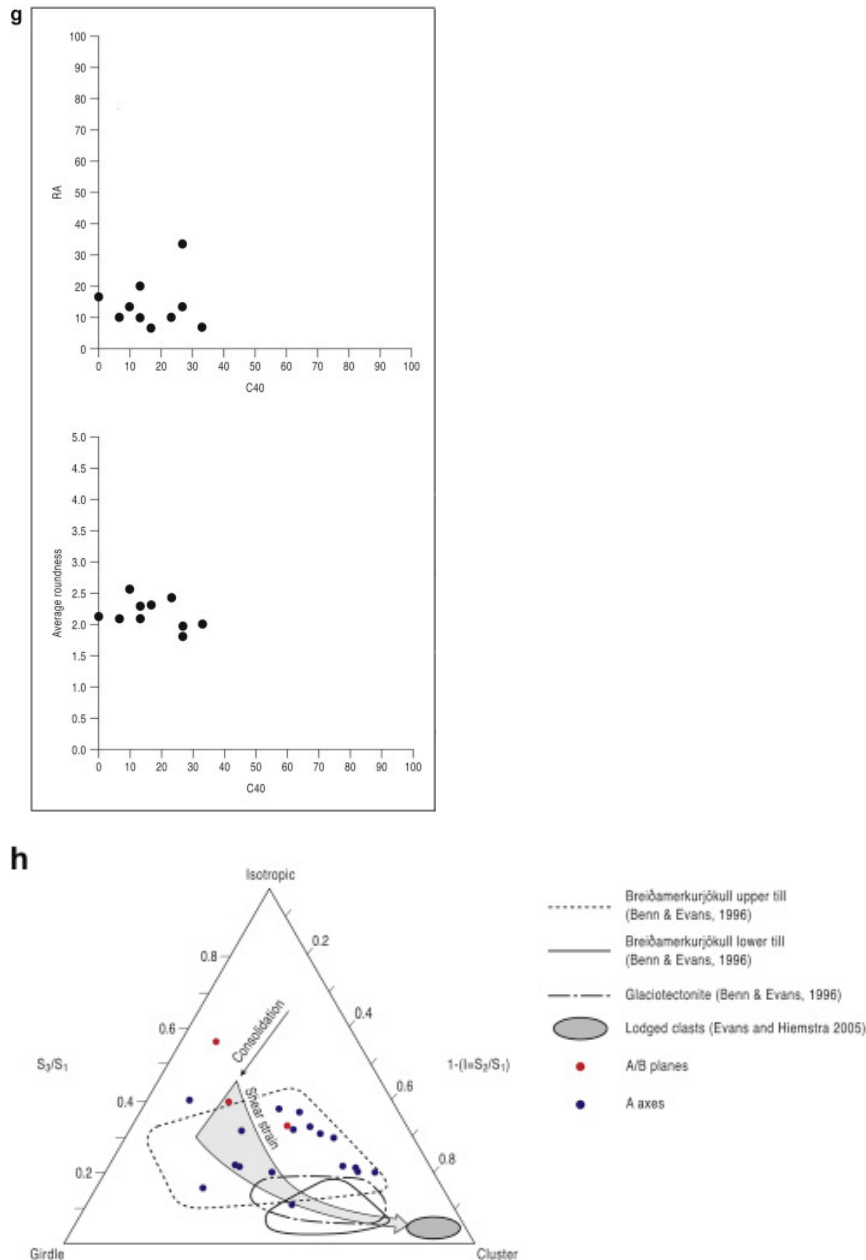 g
100
90
80
70
60
50
40
30
20
10
0
RA
0 10 20 30 40 50 60 70 80 90 100
C40
5.0
4.5
4.0
3.5
3.0
2.5
2.0
1.5
1.0
0.5
0.0
Average roundness
0 10 20 30 40 50 60 70 80 90 100
C40
h
Isotropic
0.8
0.6
0.4
0.2
S3/S1
0.2
0.4
0.6
0.8
1-(I=S2/S1)
Consolidation
Shear strain
Girdle
Cluster
Breiðamerkurjökull upper till
(Benn & Evans, 1996)
Breiðamerkurjökull lower till
(Benn & Evans, 1996)
Glaciotectonite (Benn & Evans, 1996)
Lodged clasts (Evans and Hiemstra 2005)
A/B planes
A axes